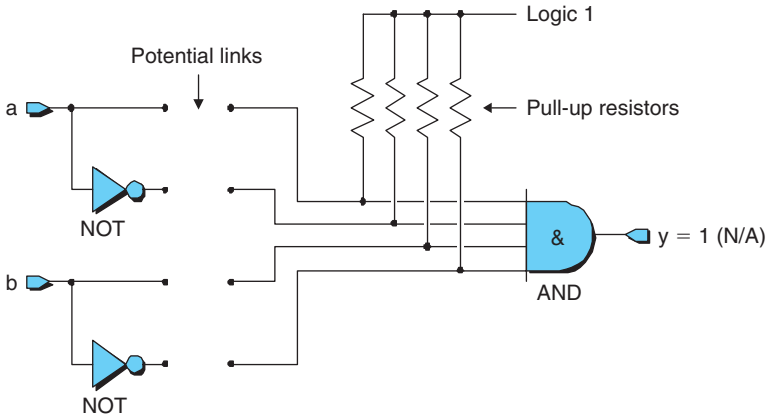 Logic 1
Potential links
a
Pull-up resistors
NOT
&
y = 1 (N/A)
b
AND
NOT